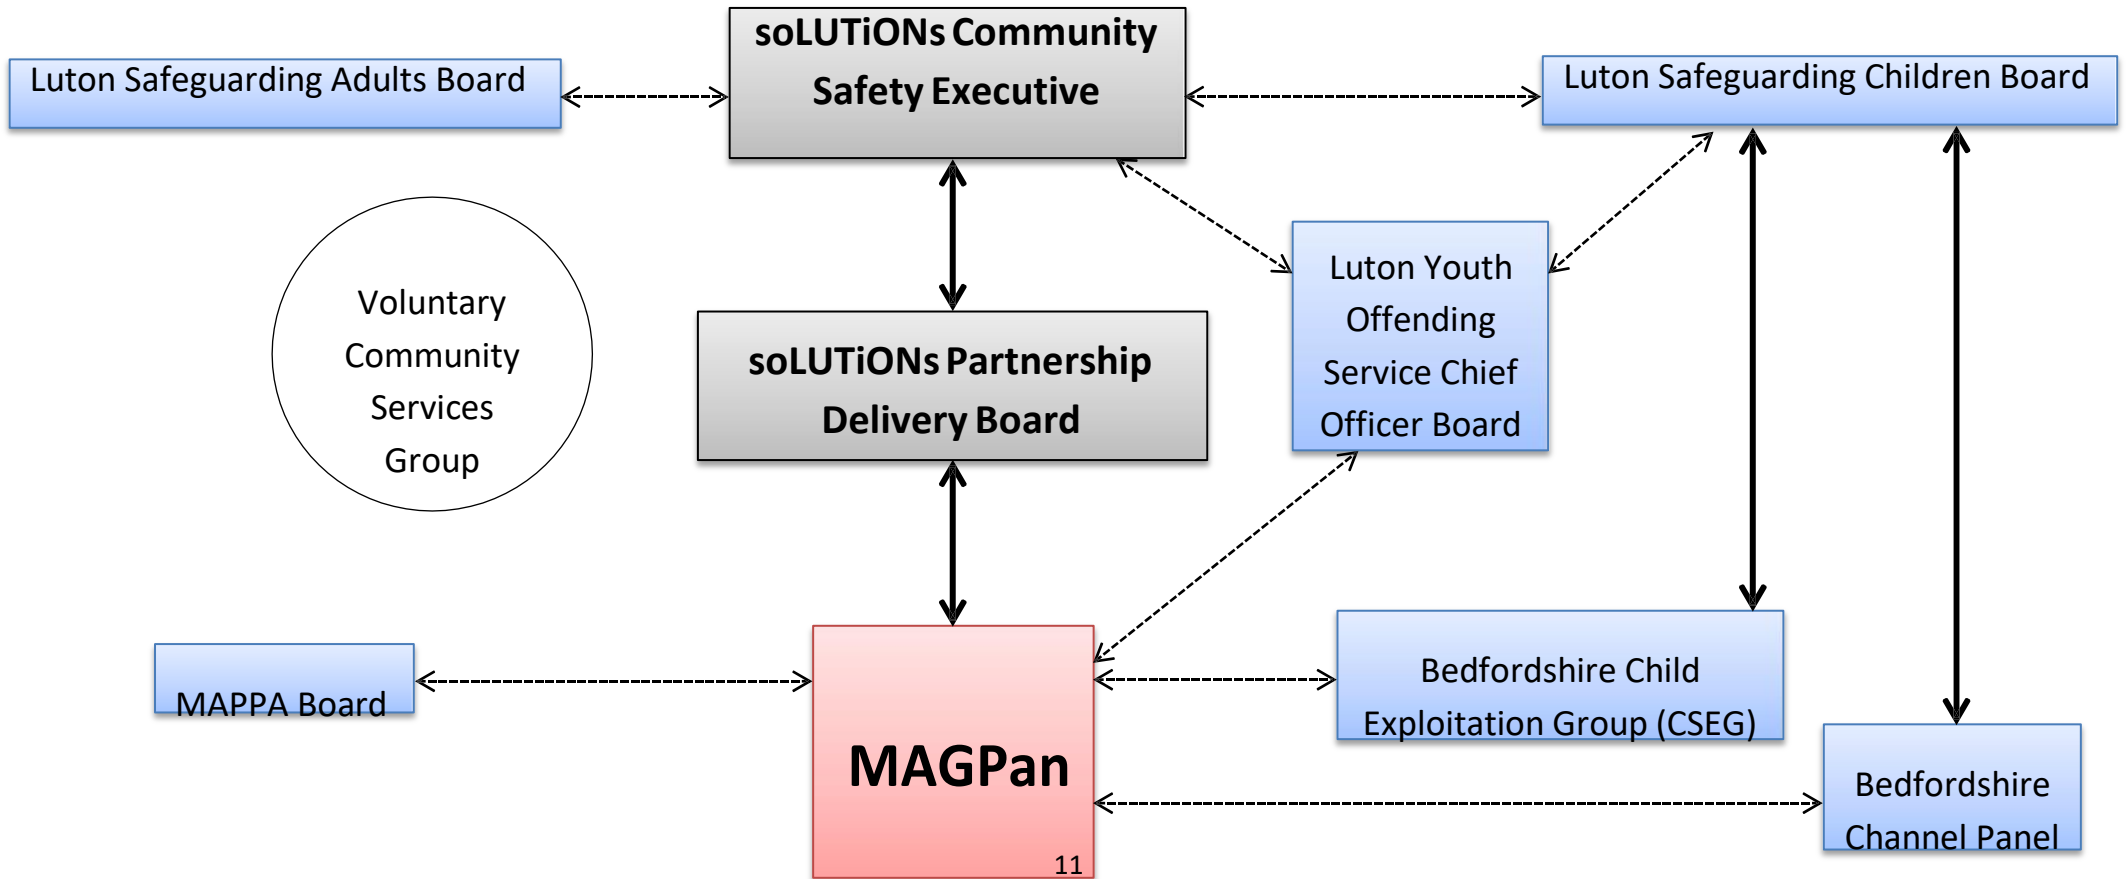 soLUTiONs Community
Safety Executive
Luton Safeguarding Adults Board
Luton Safeguarding Children Board
Voluntary
Community
Services
Group
Luton Youth
Offending
Service Chief
Officer Board
soLUTiONs Partnership
Delivery Board
MAPPA Board
MAGPan
11
Bedfordshire Child
Exploitation Group (CSEG)
Bedfordshire
Channel Panel